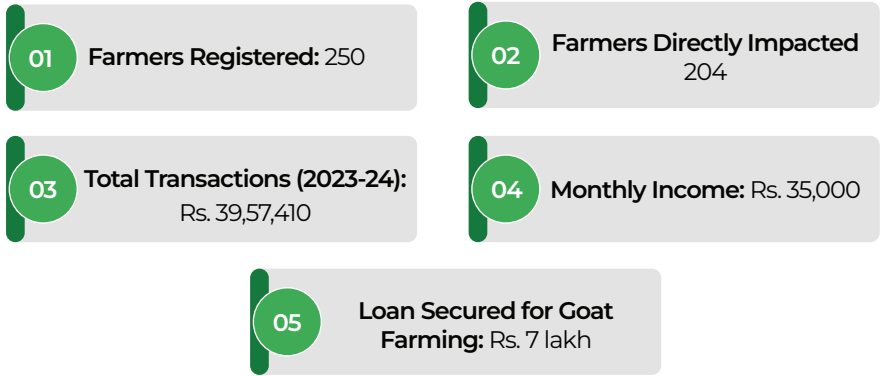 01
Farmers Registered: 250
02
Farmers Directly Impacted
204
03
Total Transactions (2023-24):
Rs. 39,57,410
04
Monthly Income: Rs. 35,000
05
Loan Secured for Goat
Farming: Rs. 7 lakh